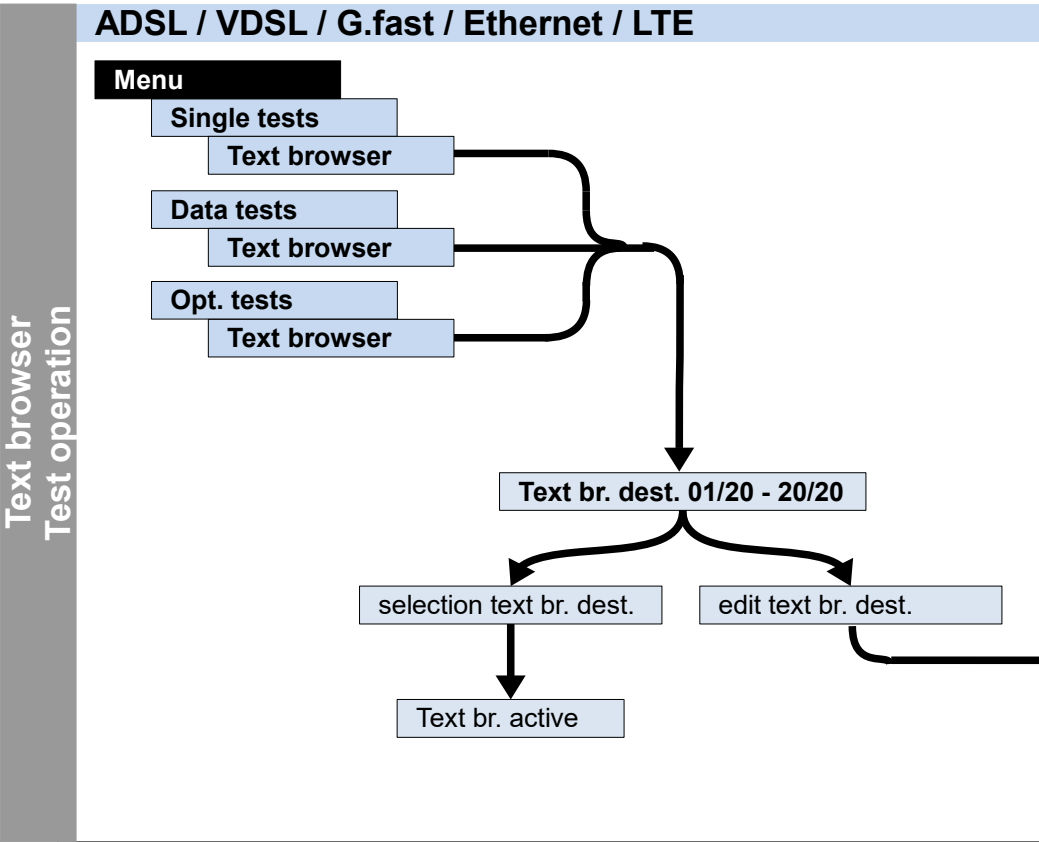 ADSL / VDSL / G.fast / Ethernet / LTE
Text browser
Test operation
Menu
Single tests
Text browser
Data tests
Text browser
Opt. tests
Text browser
Text br. dest. 01/20 - 20/20
selection text br. dest.
edit text br. dest.
Text br. active